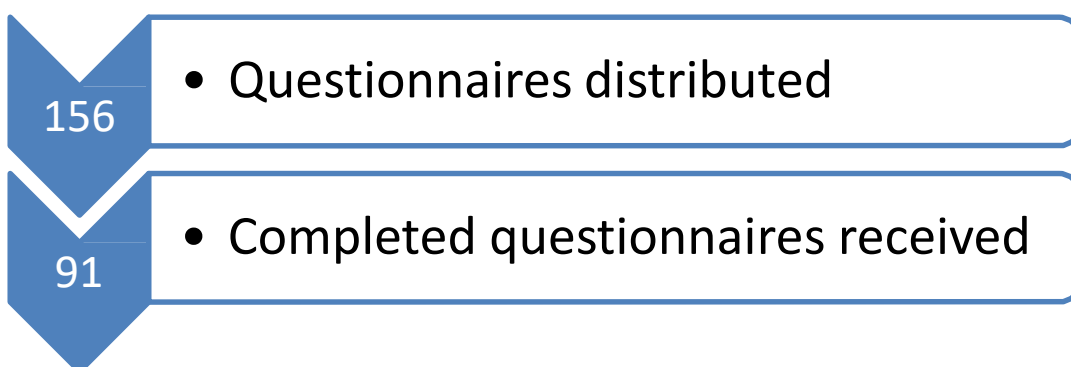 156
• Questionnaires distributed
91
• Completed questionnaires received